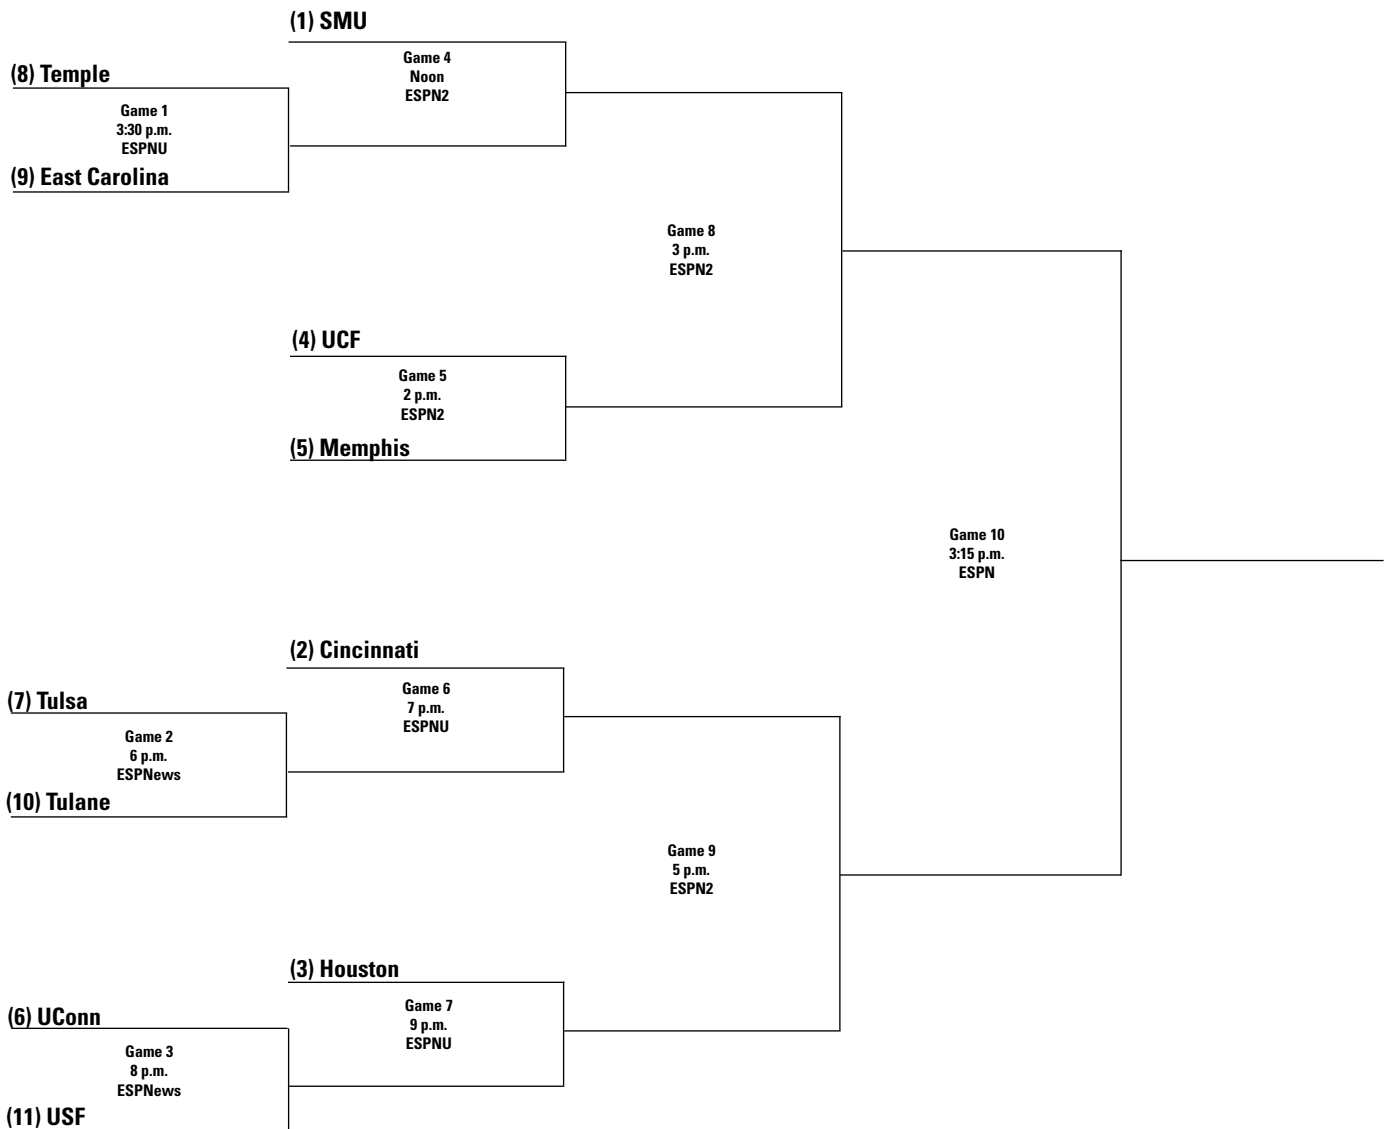 (1) SMU
Game 4
Noon
ESPN2
(8) Temple
Game 1
3:30 p.m.
ESPNU
(9) East Carolina
Game 8
3 p.m.
ESPN2
(4) UCF
Game 5
2 p.m.
ESPN2
(5) Memphis
Game 10
3:15 p.m.
ESPN
(2) Cincinnati
Game 6
7 p.m.
ESPNU
(7) Tulsa
Game 2
6 p.m.
ESPNews
(10) Tulane
Game 9
5 p.m.
ESPN2
(3) Houston
Game 7
9 p.m.
ESPNU
(6) UConn
Game 3
8 p.m.
ESPNews
(11) USF